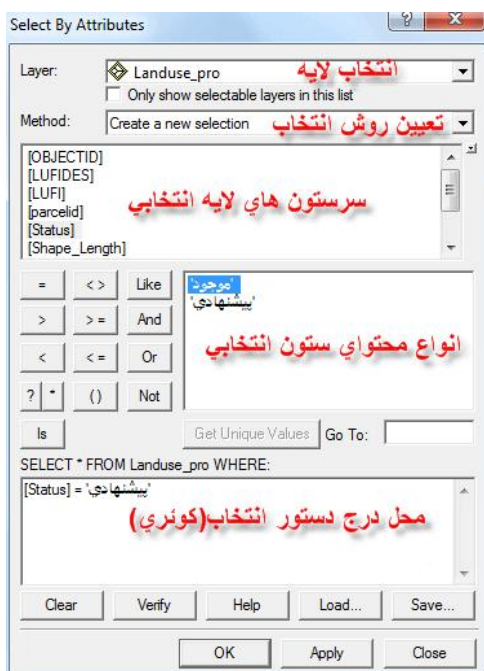 Select By Attributes
Layer: Landuse_pro انتخاب لایه
Only show selectable layers in this list
Method: Create a new selection تعیین روش انتخاب
[OBJECTID]
[LUFIDES]
[LUFI]
[parcelid]
[Status]
[Shape_Length]
سرستون هاي لایه انتخابي
= <> Like
> >= And
< <= Or
? * () Not
Is
'موجود'
'پیشنهادي'
انواع محتواي ستون انتخابي
Get Unique Values Go To:
SELECT * FROM Landuse_pro WHERE:
[Status] = 'پیشنهادي'
محل درج دستور انتخاب(کوئري)
Clear Verify Help Load... Save...
OK Apply Close